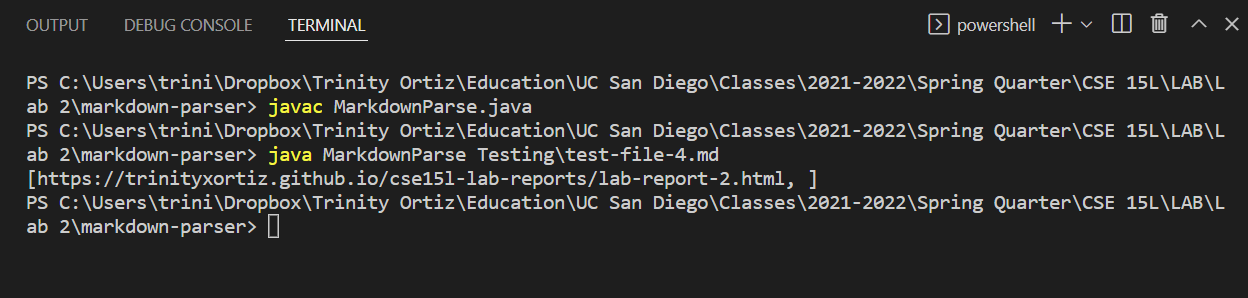 OUTPUT DEBUG CONSOLE TERMINAL powershell
PS C:\Users\trini\Dropbox\Trinity Ortiz\Education\UC San Diego\Classes\2021-2022\Spring Quarter\CSE 15L\LAB\L
ab 2\markdown-parser> javac MarkdownParse.java
PS C:\Users\trini\Dropbox\Trinity Ortiz\Education\UC San Diego\Classes\2021-2022\Spring Quarter\CSE 15L\LAB\L
ab 2\markdown-parser> java MarkdownParse Testing\test-file-4.md
[https://trinityxortiz.github.io/cse15l-lab-reports/lab-report-2.html, ]
PS C:\Users\trini\Dropbox\Trinity Ortiz\Education\UC San Diego\Classes\2021-2022\Spring Quarter\CSE 15L\LAB\L
ab 2\markdown-parser>